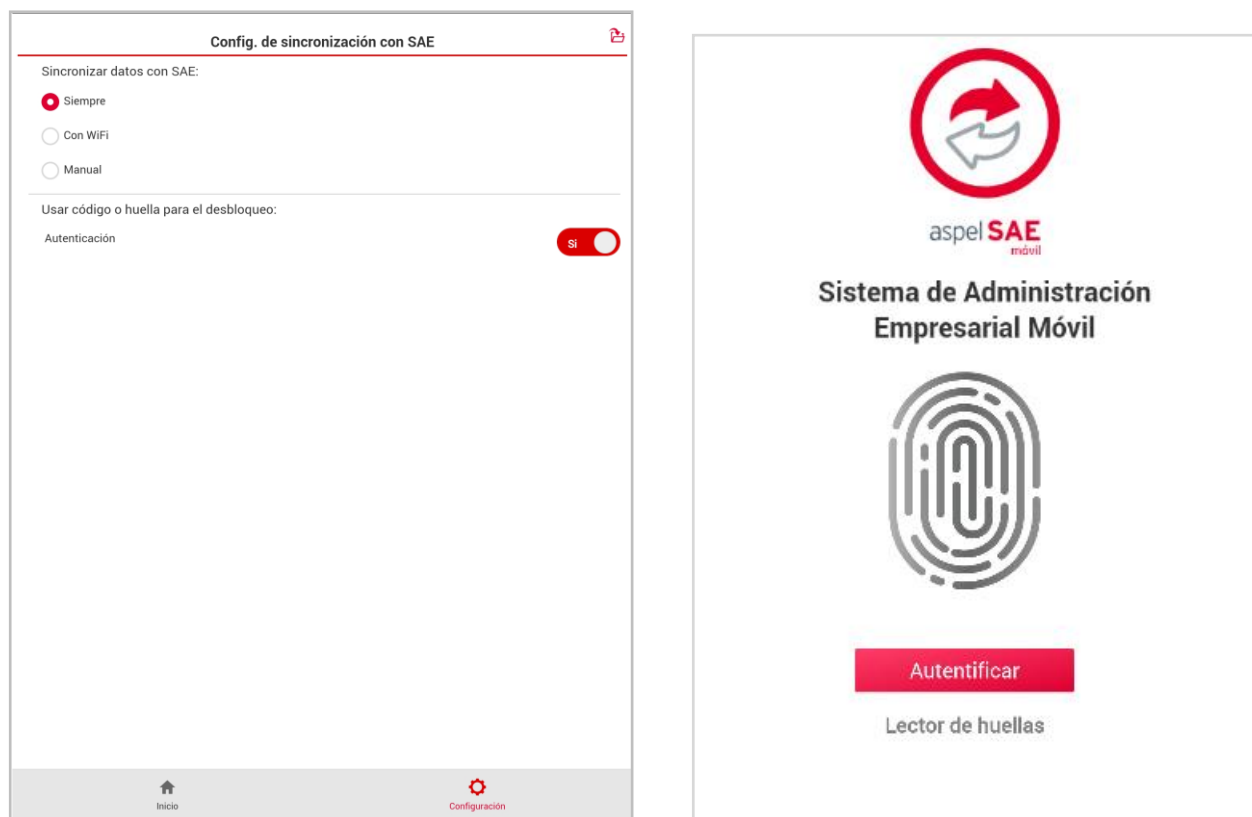 Config. de sincronización con SAE
Sincronizar datos con SAE:
Siempre
Con WiFi
Manual
Usar código o huella para el desbloqueo:
Autenticación
Si
Inicio
Configuración
aspel SAE
móvil
Sistema de Administración
Empresarial Móvil
Autentificar
Lector de huellas